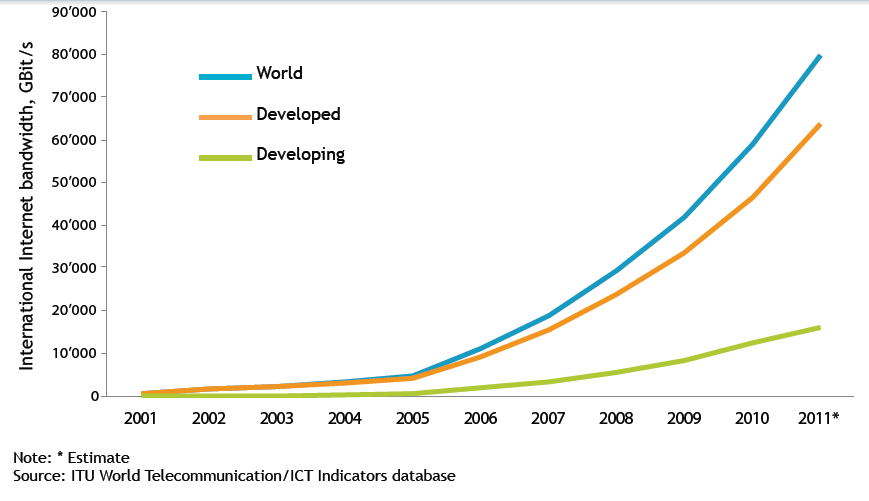 International Internet bandwidth, GBit/s
90’000
80’000
70’000
60’000
50’000
40’000
30’000
20’000
10’000
0
World
Developed
Developing
2001 2002 2003 2004 2005 2006 2007 2008 2009 2010 2011*
Note: * Estimate
Source: ITU World Telecommunication/ICT Indicators database